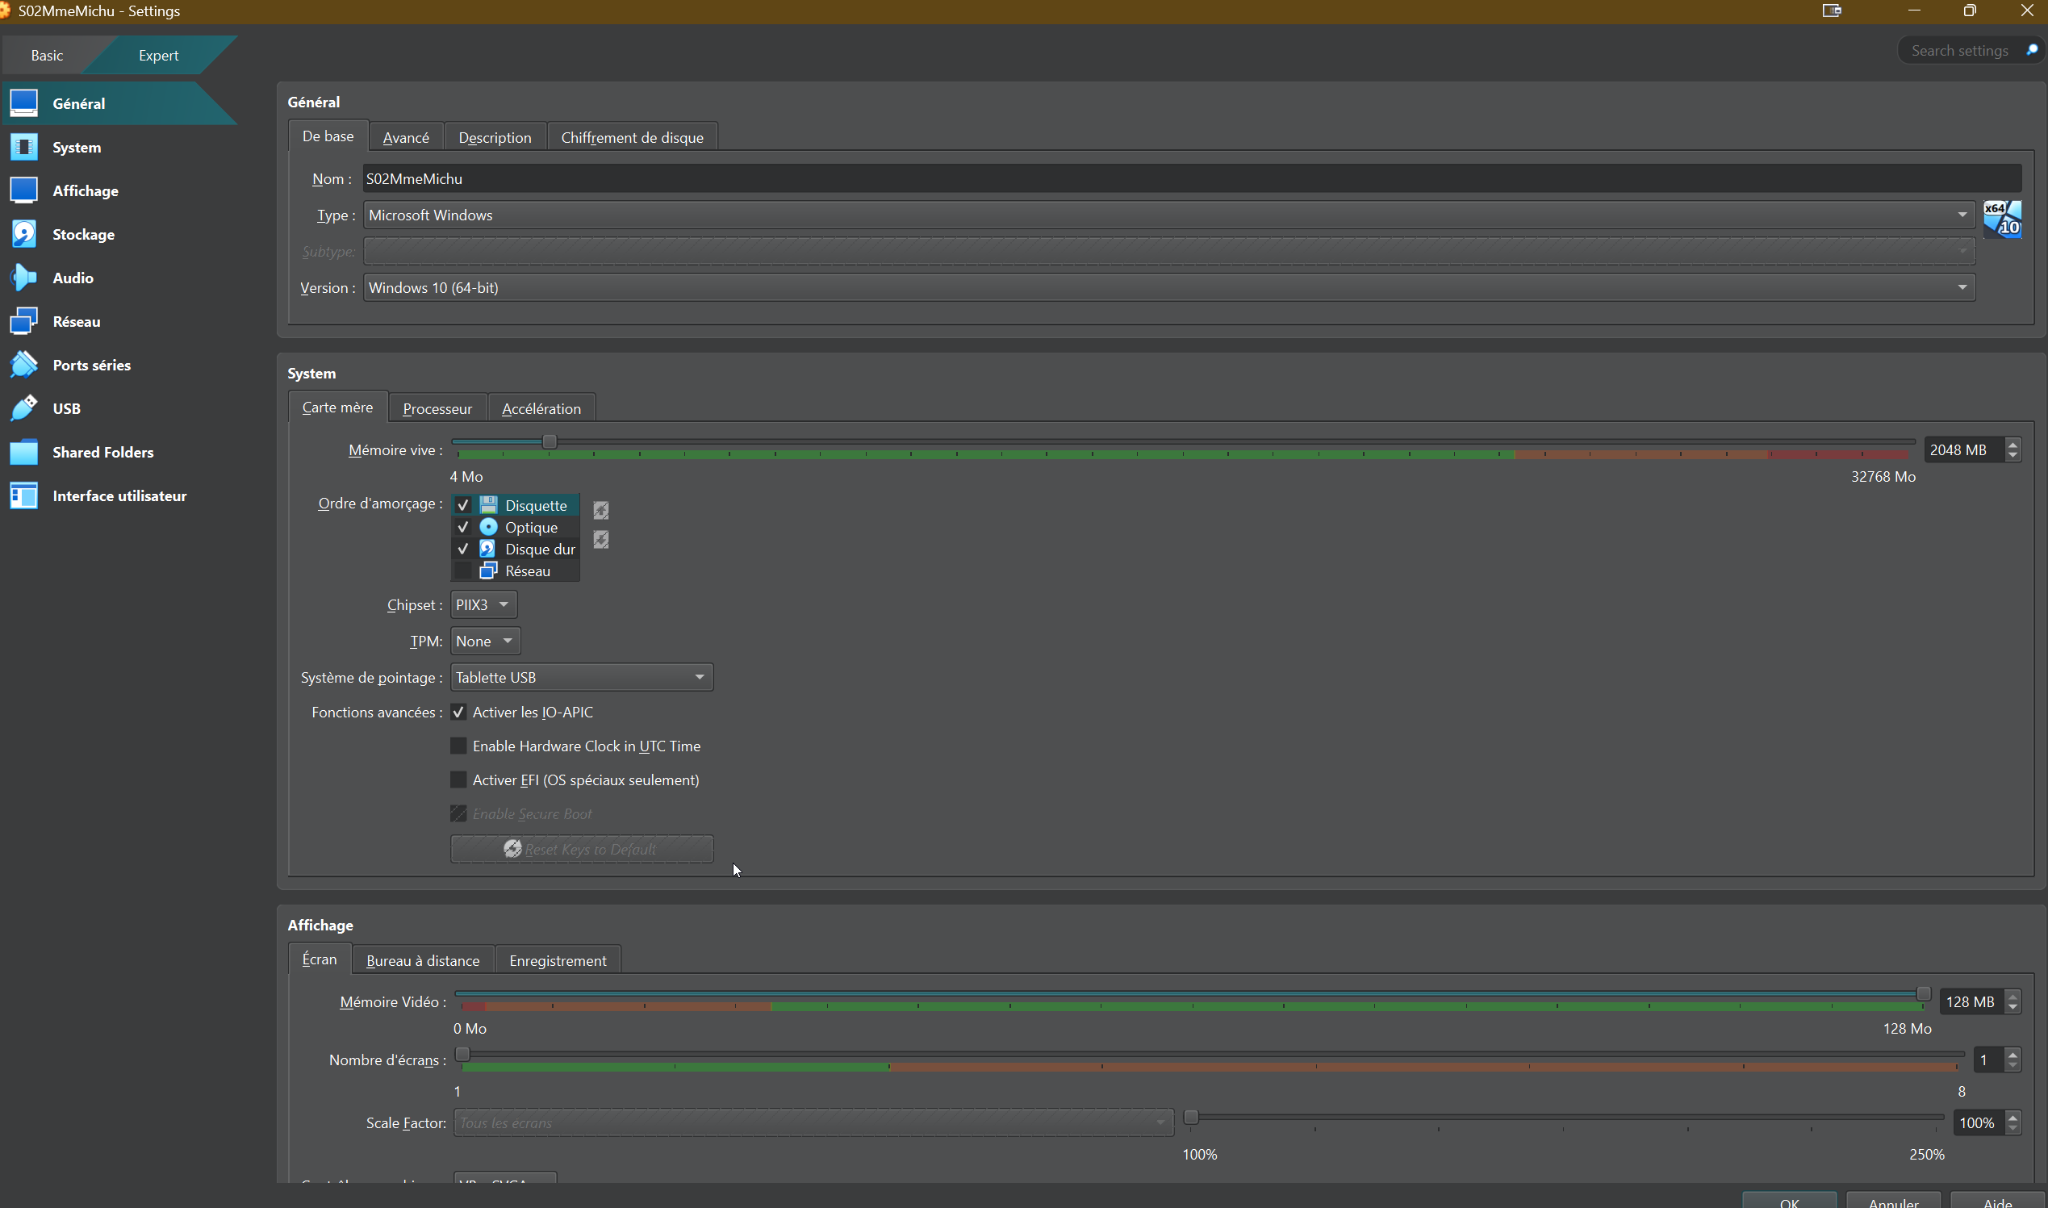 S02MmeMichu - Settings
Basic
Expert
Search settings
Général
System
Affichage
Stockage
Audio
Réseau
Ports séries
USB
Shared Folders
Interface utilisateur
Général
De base
Avancé
Description
Chiffrement de disque
Nom : S02MmeMichu
Type : Microsoft Windows
x64
10
Subtype:
Version : Windows 10 (64-bit)
System
Carte mère
Processeur
Accélération
Mémoire vive : 2048 MB
4 Mo 32768 Mo
Ordre d'amorçage : Disquette
Optique
Disque dur
Réseau
Chipset : PIIX3
TPM: None
Système de pointage : Tablette USB
Fonctions avancées : Activer les IO-APIC
Enable Hardware Clock in UTC Time
Activer EFI (OS spéciaux seulement)
Enable Secure Boot
Reset Keys to Default
Affichage
Écran
Bureau à distance
Enregistrement
Mémoire Vidéo : 128 MB
0 Mo 128 Mo
Nombre d'écrans : 1
1 8
Scale Factor: Tous les écrans 100%
100% 250%
OK
Annuler
Aide